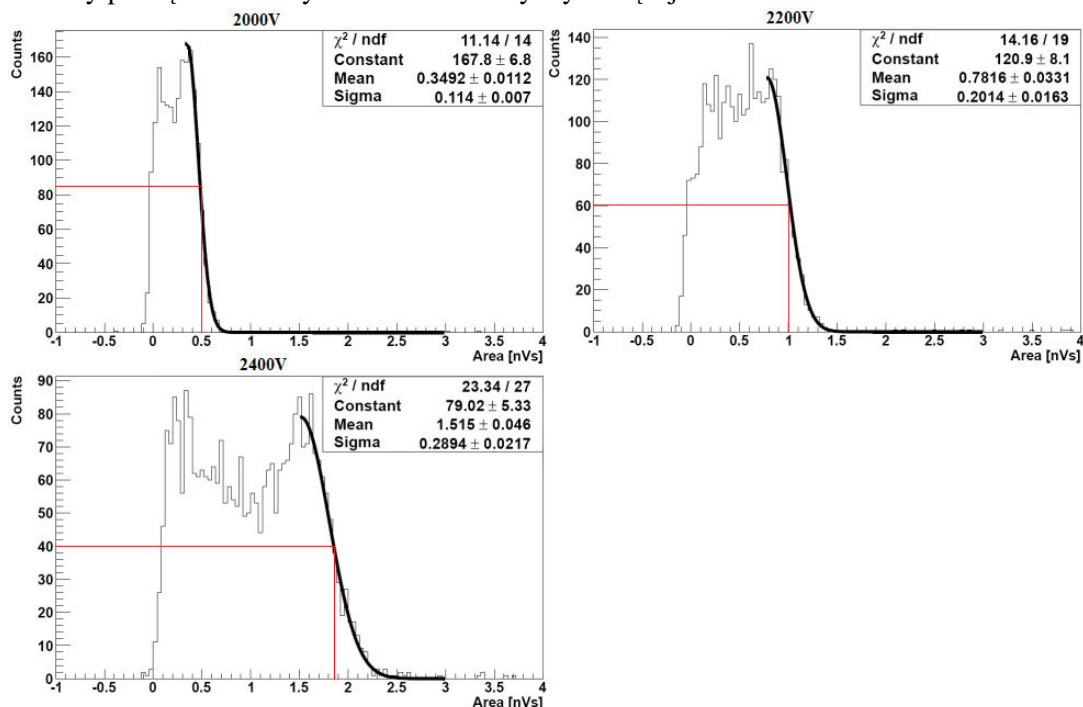 2000V
χ² / ndf 11.14 / 14
Constant 167.8 ± 6.8
Mean 0.3492 ± 0.0112
Sigma 0.114 ± 0.007
Counts
160
140
120
100
80
60
40
20
0
-1 -0.5 0 0.5 1 1.5 2 2.5 3 3.5 4
Area [nVs]
2200V
χ² / ndf 14.16 / 19
Constant 120.9 ± 8.1
Mean 0.7816 ± 0.0331
Sigma 0.2014 ± 0.0163
Counts
140
120
100
80
60
40
20
0
-1 -0.5 0 0.5 1 1.5 2 2.5 3 3.5 4
Area [nVs]
2400V
χ² / ndf 23.34 / 27
Constant 79.02 ± 5.33
Mean 1.515 ± 0.046
Sigma 0.2894 ± 0.0217
Counts
90
80
70
60
50
40
30
20
10
0
-1 -0.5 0 0.5 1 1.5 2 2.5 3 3.5 4
Area [nVs]